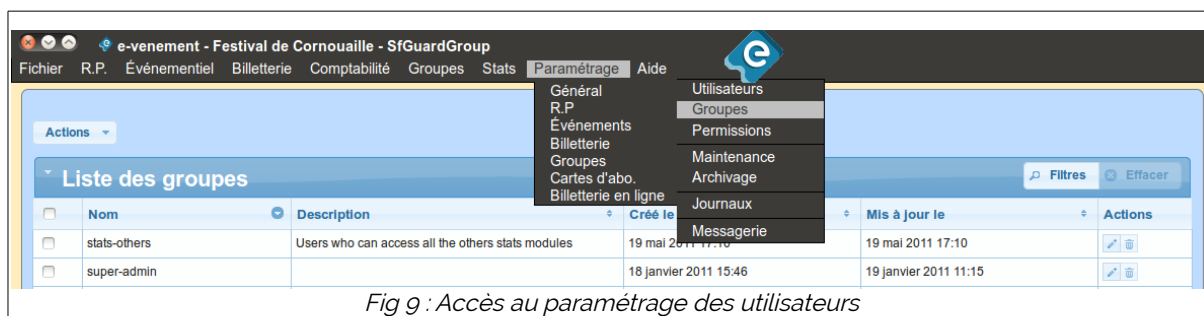 e-venement - Festival de Cornouaille - SfGuardGroup
Fichier R.P. Événementiel Billetterie Comptabilité Groupes Stats Paramétrage Aide
Général
R.P
Événements
Billetterie
Groupes
Cartes d'abo.
Billetterie en ligne
Utilisateurs
Groupes
Permissions
Maintenance
Archivage
Journaux
Messagerie
Actions
Liste des groupes
Filtres Effacer
Nom Description Créé le Mis à jour le Actions
stats-others Users who can access all the others stats modules 19 mai 2011 17:10 19 mai 2011 17:10
super-admin 18 janvier 2011 15:46 19 janvier 2011 11:15
Fig 9 : Accès au paramétrage des utilisateurs